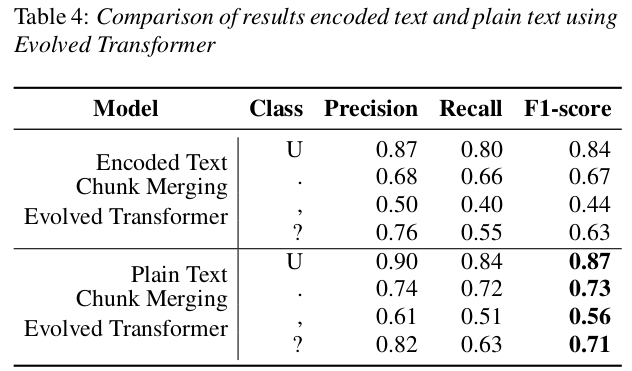 Table 4: Comparison of results encoded text and plain text using
Evolved Transformer
Model Class Precision Recall F1-score
Encoded Text
Chunk Merging
Evolved Transformer
U 0.87 0.80 0.84
. 0.68 0.66 0.67
, 0.50 0.40 0.44
? 0.76 0.55 0.63
Plain Text
Chunk Merging
Evolved Transformer
U 0.90 0.84 0.87
. 0.74 0.72 0.73
, 0.61 0.51 0.56
? 0.82 0.63 0.71